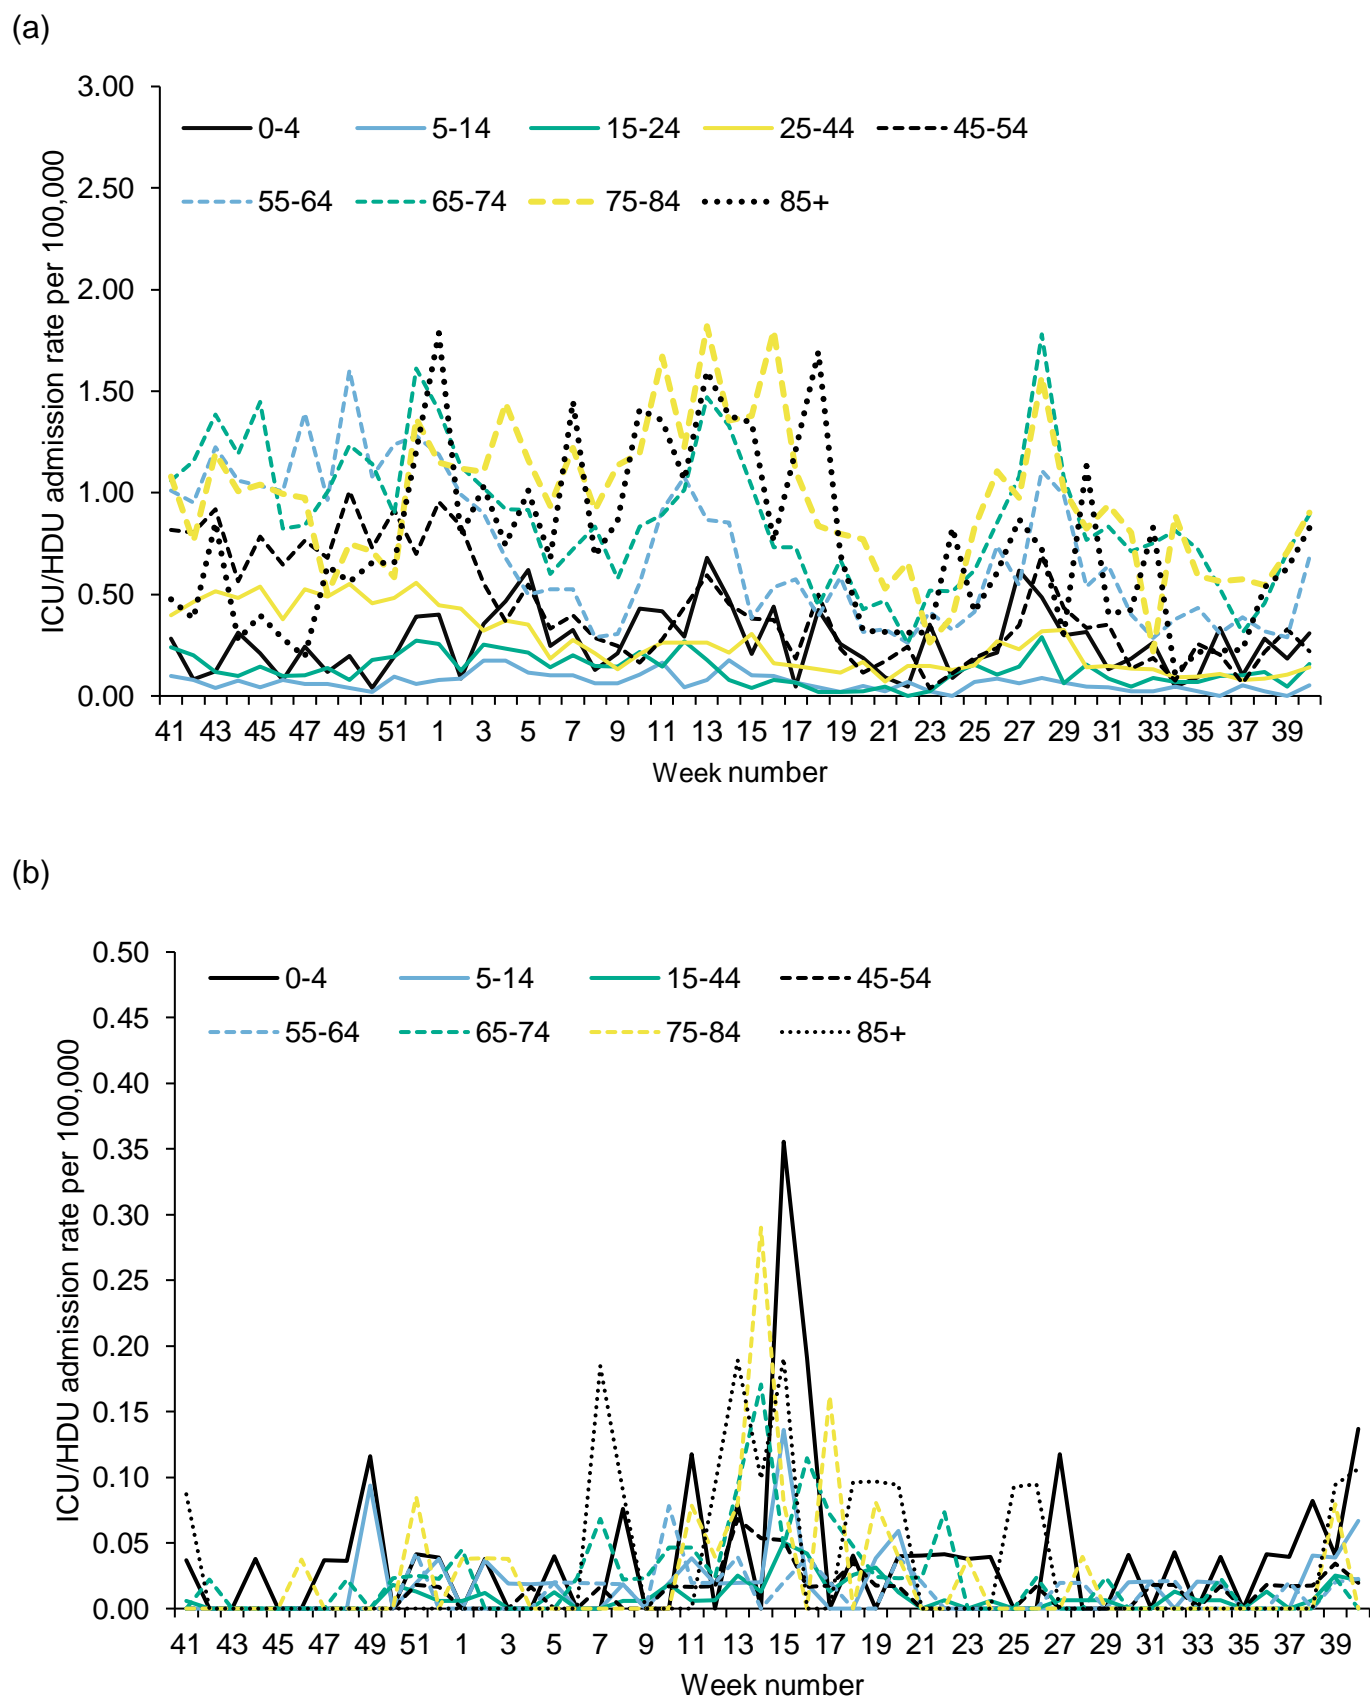 (a)
3.00
2.50
2.00
1.50
1.00
0.50
0.00
ICU/HDU admission rate per 100,000
0-4 5-14 15-24 25-44 45-54
55-64 65-74 75-84 85+
41 43 45 47 49 51 1 3 5 7 9 11 13 15 17 19 21 23 25 27 29 31 33 35 37 39
Week number
(b)
0.50
0.45
0.40
0.35
0.30
0.25
0.20
0.15
0.10
0.05
0.00
ICU/HDU admission rate per 100,000
0-4 5-14 15-44 45-54
55-64 65-74 75-84 85+
41 43 45 47 49 51 1 3 5 7 9 11 13 15 17 19 21 23 25 27 29 31 33 35 37 39
Week number